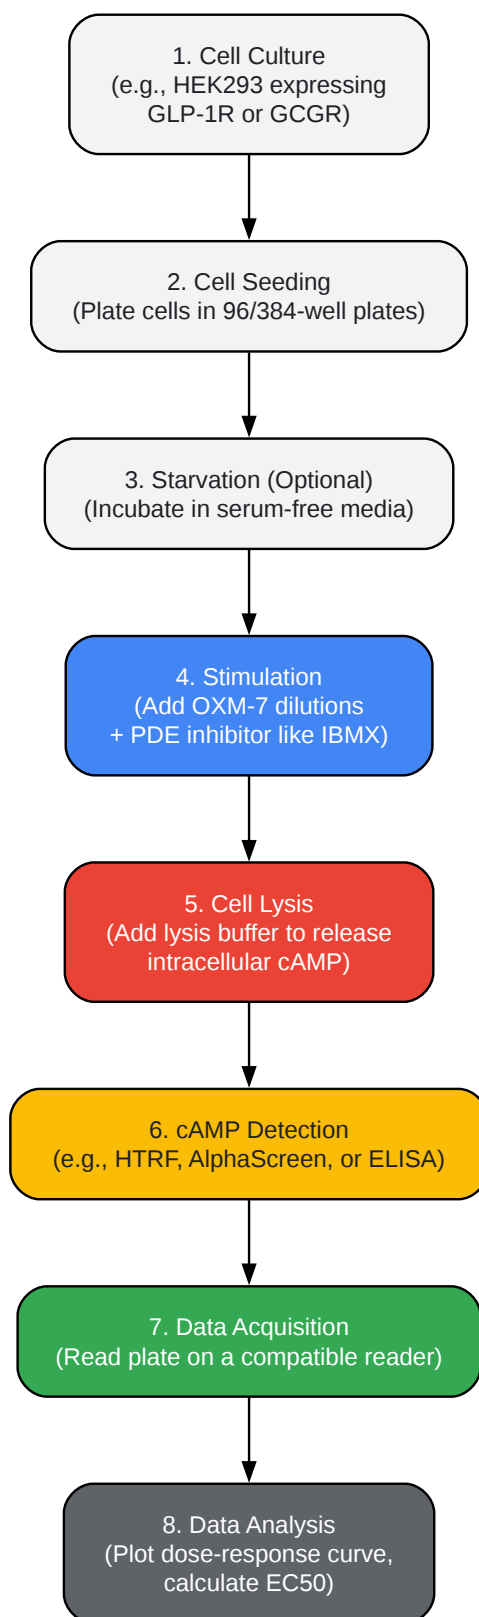 1. Cell Culture
(e.g., HEK293 expressing
GLP-1R or GCGR)
2. Cell Seeding
(Plate cells in 96/384-well plates)
3. Starvation (Optional)
(Incubate in serum-free media)
4. Stimulation
(Add OXM-7 dilutions
+ PDE inhibitor like IBMX)
5. Cell Lysis
(Add lysis buffer to release
intracellular cAMP)
6. cAMP Detection
(e.g., HTRF, AlphaScreen, or ELISA)
7. Data Acquisition
(Read plate on a compatible reader)
8. Data Analysis
(Plot dose-response curve,
calculate EC50)